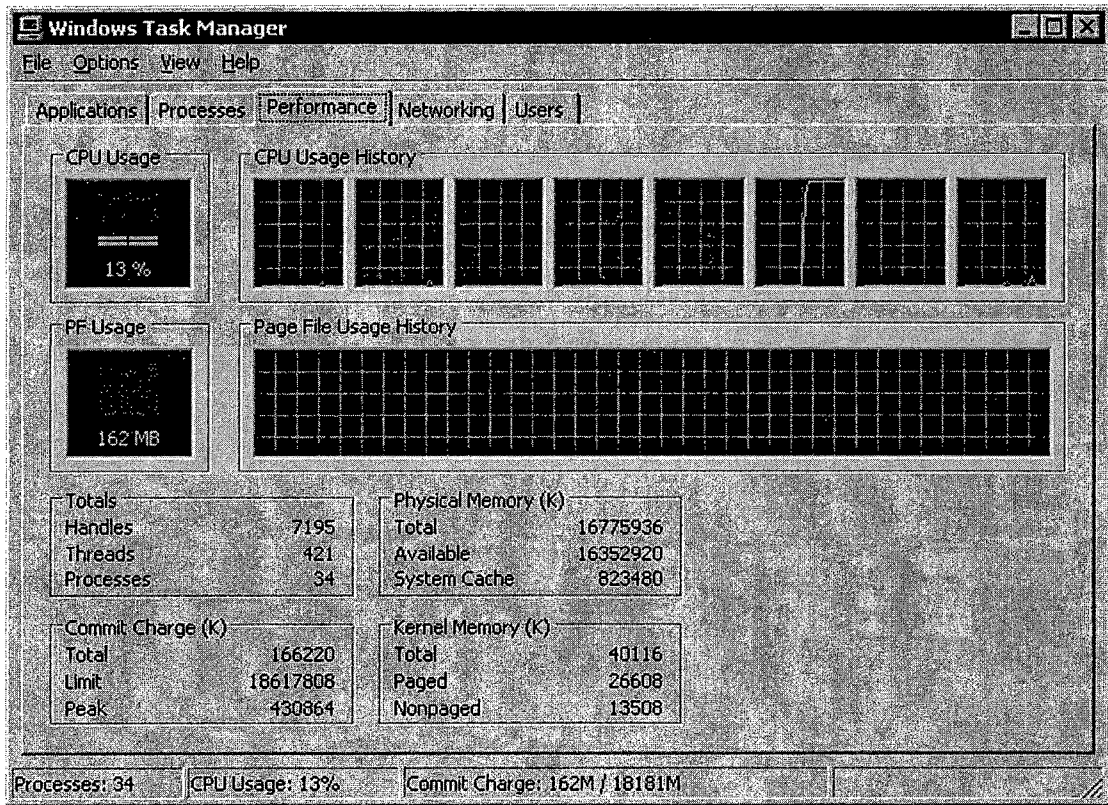 Windows Task Manager
File Options View Help
Applications Processes Performance Networking Users
CPU Usage
CPU Usage History
13 %
PF Usage
Page File Usage History
162 MB
Totals
Handles 7195
Threads 421
Processes 34
Physical Memory (K)
Total 16775936
Available 16352920
System Cache 823480
Commit Charge (K)
Total 166220
Limit 18617808
Peak 430864
Kernel Memory (K)
Total 40116
Paged 26608
Nonpaged 13508
Processes: 34 CPU Usage: 13% Commit Charge: 162M / 18181M